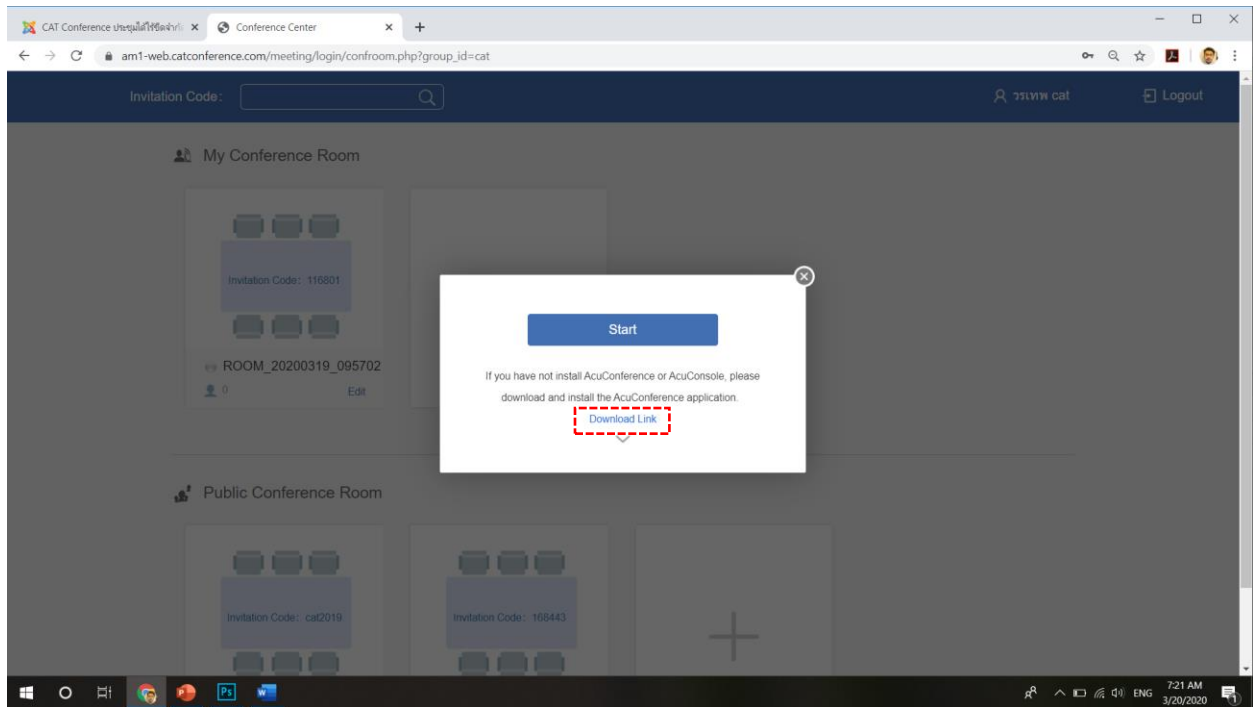 CAT Conference ประชุมได้ไร้ขีดจำกั
Conference Center
am1-web.catconference.com/meeting/login/confroom.php?group_id=cat
Invitation Code:
วรเทพ cat
Logout
My Conference Room
Invitation Code: 116801
ROOM_20200319_095702
0
Edit
Start
If you have not install AcuConference or AcuConsole, please
download and install the AcuConference application.
Download Link
Public Conference Room
Invitation Code: cat2019
Invitation Code: 168443
Ps
ENG
7:21 AM
3/20/2020
1